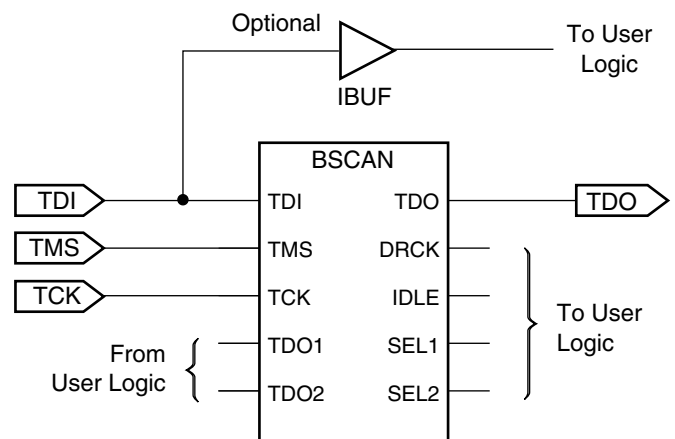 Optional
To User
Logic
IBUF
BSCAN
TDI
TDI
TDO
TDO
TMS
TMS
DRCK
TCK
TCK
IDLE
To User
Logic
From
User Logic
TDO1
SEL1
TDO2
SEL2